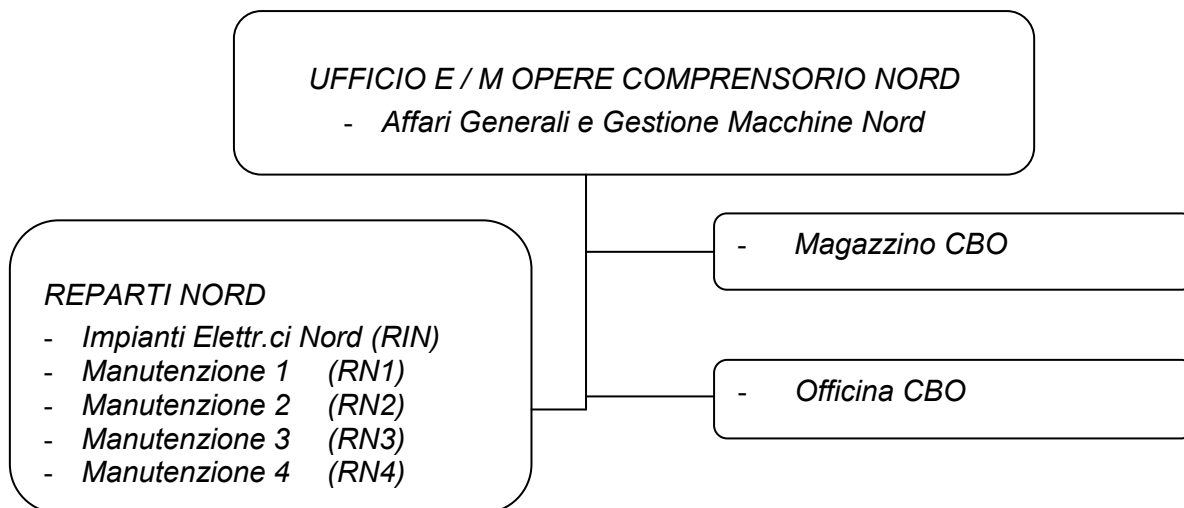 UFFICIO E / M OPERE COMPRENSORIO NORD
- Affari Generali e Gestione Macchine Nord
- Magazzino CBO
REPARTI NORD
- Impianti Elettr.ci Nord (RIN)
- Manutenzione 1 (RN1)
- Manutenzione 2 (RN2)
- Manutenzione 3 (RN3)
- Manutenzione 4 (RN4)
- Officina CBO